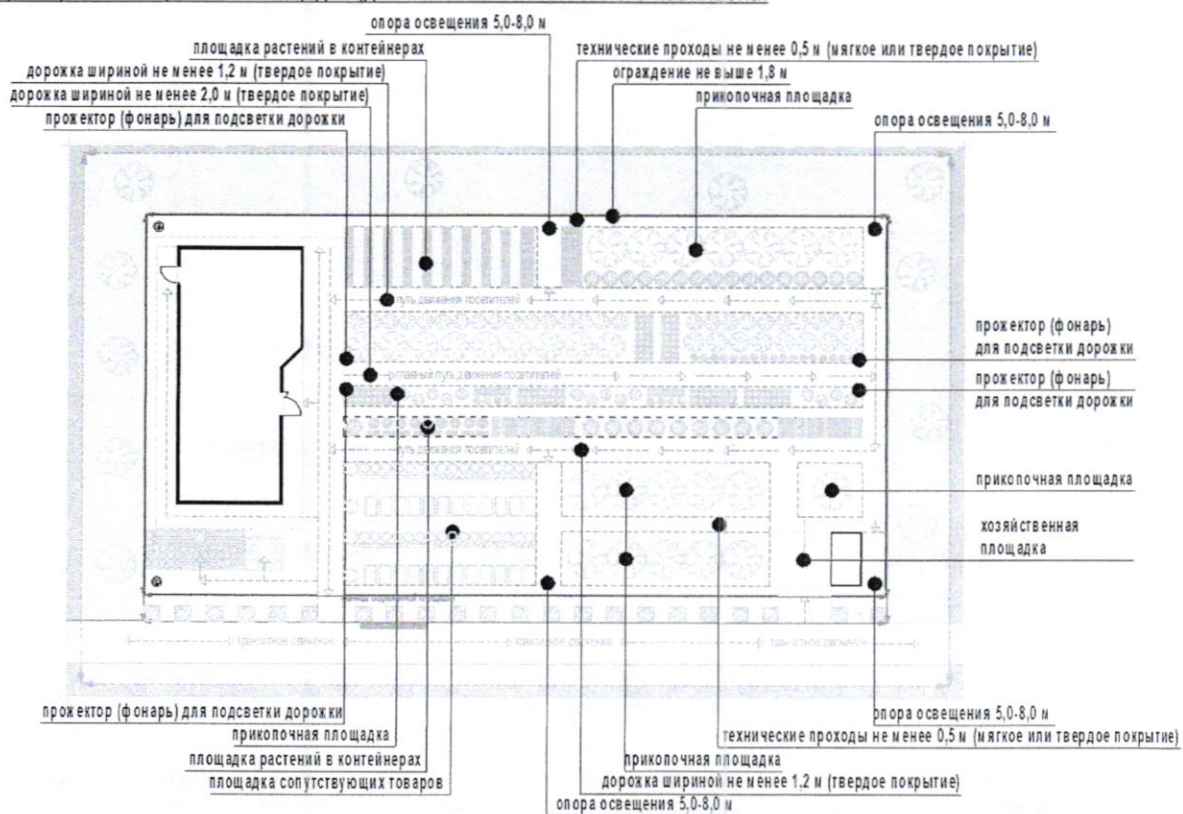 опора освещения 5,0-8,0 м
площадка растений в контейнерах
технические проходы не менее 0,5 м (мягкое или твердое покрытие)
дорожка шириной не менее 1,2 м (твердое покрытие)
ограждение не выше 1,8 м
дорожка шириной не менее 2,0 м (твердое покрытие)
прикопочная площадка
прожектор (фонарь) для подсветки дорожки
опора освещения 5,0-8,0 м
путь движения посетителей
прожектор (фонарь)
для подсветки дорожки
главный путь движения посетителей
прожектор (фонарь)
для подсветки дорожки
путь движения посетителей
прикопочная площадка
хозяйственная
площадка
транзитное движение
транзитное движение
транзитное движение
прожектор (фонарь) для подсветки дорожки
опора освещения 5,0-8,0 м
прикопочная площадка
технические проходы не менее 0,5 м (мягкое или твердое покрытие)
площадка растений в контейнерах
прикопочная площадка
площадка сопутствующих товаров
дорожка шириной не менее 1,2 м (твердое покрытие)
опора освещения 5,0-8,0 м